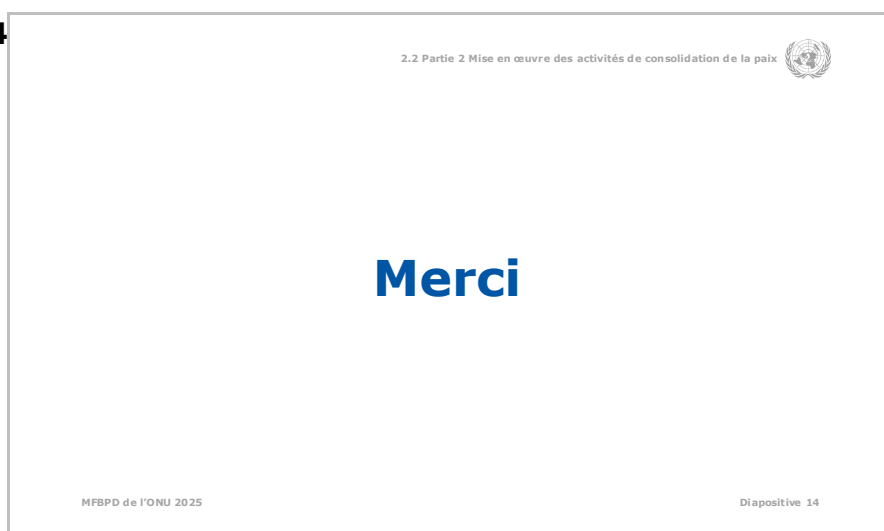 4
2.2 Partie 2 Mise en œuvre des activités de consolidation de la paix
Merci
MFBPD de l’ONU 2025
Diapositive 14